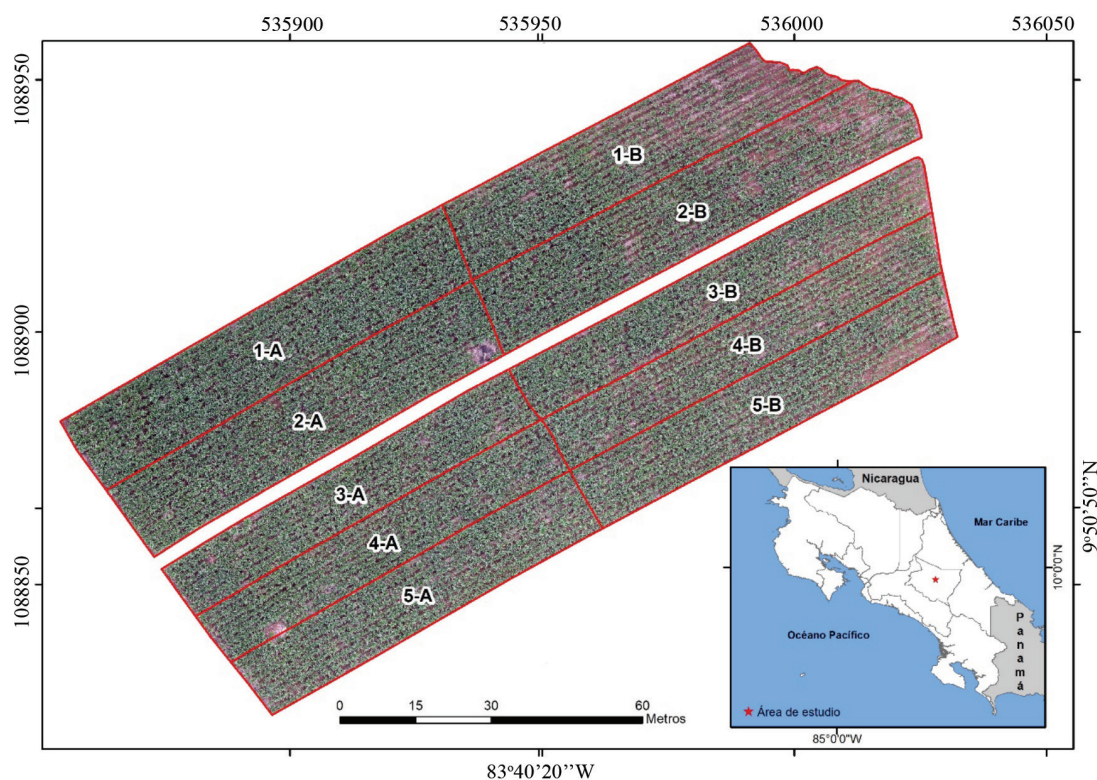 535900 535950 536000 536050
1088950
1088900
1088850
1-B
2-B
1-A
2-A
3-B
4-B
5-B
3-A
4-A
5-A
0 15 30 60
Metros
83°40'20''W
9°50'50''N
Nicaragua
Mar Caribe
10°0'0"N
Océano Pacífico
Panamá
Área de estudio
85°0'0"W